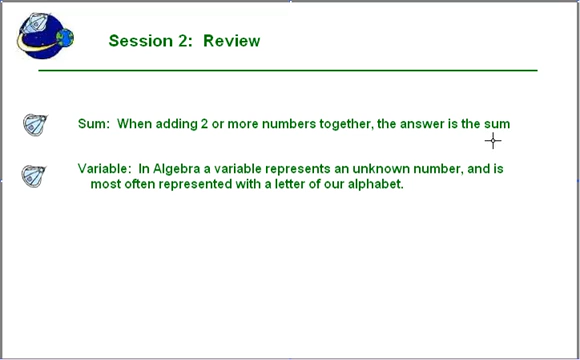 Session 2: Review
Sum: When adding 2 or more numbers together, the answer is the sum
Variable: In Algebra a variable represents an unknown number, and is
most often represented with a letter of our alphabet.